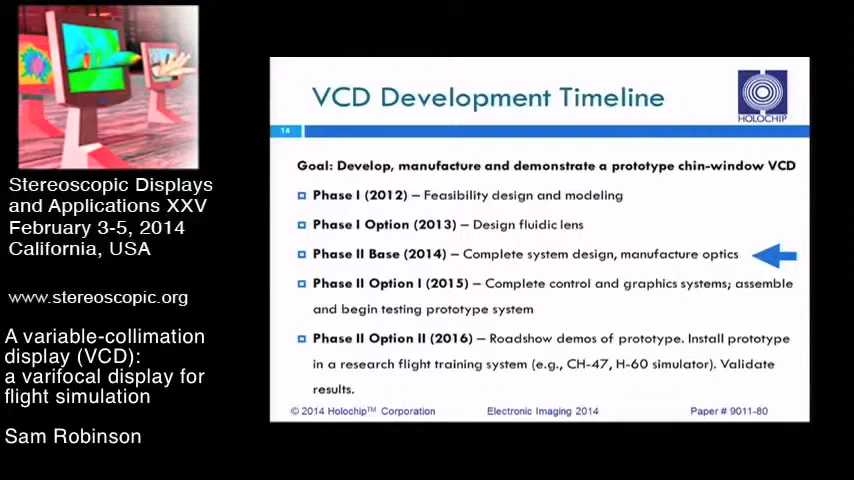 Stereoscopic Displays
and Applications XXV
February 3-5, 2014
California, USA
www.stereoscopic.org
A variable-collimation
display (VCD):
a varifocal display for
flight simulation
Sam Robinson
VCD Development Timeline
HOLOCHIP
14
Goal: Develop, manufacture and demonstrate a prototype chin-window VCD
Phase I (2012) – Feasibility design and modeling
Phase I Option (2013) – Design fluidic lens
Phase II Base (2014) – Complete system design, manufacture optics
Phase II Option I (2015) – Complete control and graphics systems; assemble
and begin testing prototype system
Phase II Option II (2016) – Roadshow demos of prototype. Install prototype
in a research flight training system (e.g., CH-47, H-60 simulator). Validate
results.
© 2014 Holochip™ Corporation Electronic Imaging 2014 Paper # 9011-80